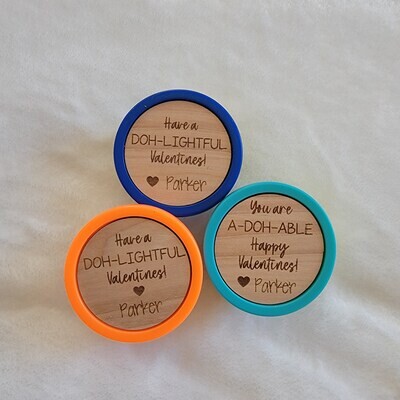 Have a
DOH-LIGHTFUL
Valentines!
♥ Parker
Have a
DOH-LIGHTFUL
Valentines!
♥
Parker
You are
A-DOH-ABLE
Happy
Valentines!
♥ Parker